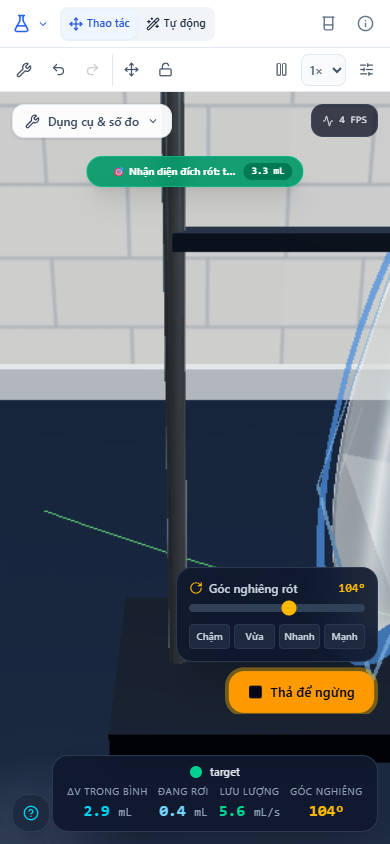 Thao tác
Tự động
1×
Dụng cụ & số đo
4 FPS
Nhận diện đích rót: t... 3.3 mL
Góc nghiêng rót 104°
Chậm Vừa Nhanh Mạnh
Thả để ngừng
target
ΔV TRONG BÌNH ĐANG RƠI LƯU LƯỢNG GÓC NGHIÊNG
2.9 mL 0.4 mL 5.6 mL/s 104°